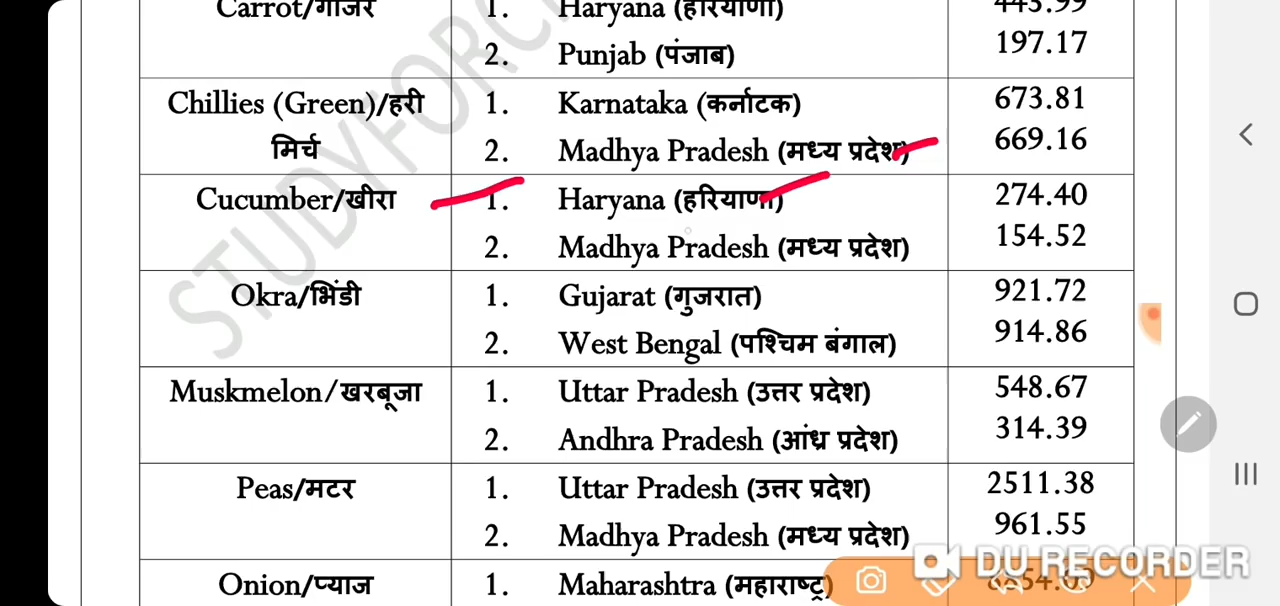 Carrot/गाजर 1. Haryana (हरियाणा) 443.99
2. Punjab (पंजाब) 197.17
Chillies (Green)/हरी 1. Karnataka (कर्नाटक) 673.81
मिर्च 2. Madhya Pradesh (मध्य प्रदेश) 669.16
Cucumber/खीरा 1. Haryana (हरियाणा) 274.40
2. Madhya Pradesh (मध्य प्रदेश) 154.52
Okra/भिंडी 1. Gujarat (गुजरात) 921.72
2. West Bengal (पश्चिम बंगाल) 914.86
Muskmelon/खरबूजा 1. Uttar Pradesh (उत्तर प्रदेश) 548.67
2. Andhra Pradesh (आंध्र प्रदेश) 314.39
Peas/मटर 1. Uttar Pradesh (उत्तर प्रदेश) 2511.38
2. Madhya Pradesh (मध्य प्रदेश) 961.55
Onion/प्याज 1. Maharashtra (महाराष्ट्र)
STUDYFORC
DU RECORDER